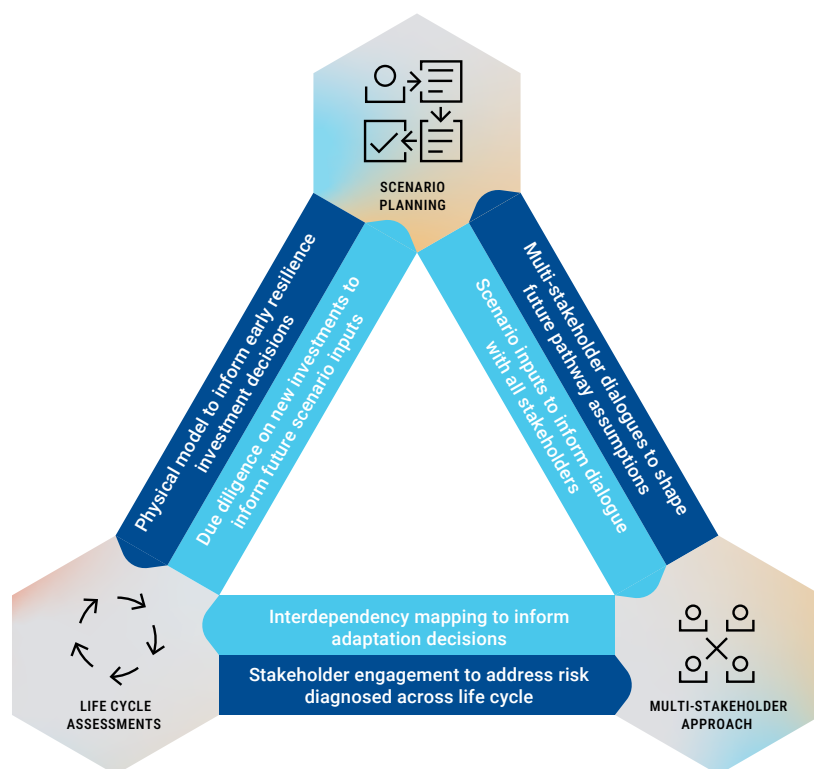 SCENARIO
PLANNING
Physical model to inform early resilience
investment decisions
Due diligence on new investments to
inform future scenario inputs
Scenario inputs to inform dialogue
with all stakeholders
Multi-stakeholder dialogues to shape
future pathway assumptions
Interdependency mapping to inform
adaptation decisions
Stakeholder engagement to address risk
diagnosed across life cycle
LIFE CYCLE
ASSESSMENTS
MULTI-STAKEHOLDER
APPROACH